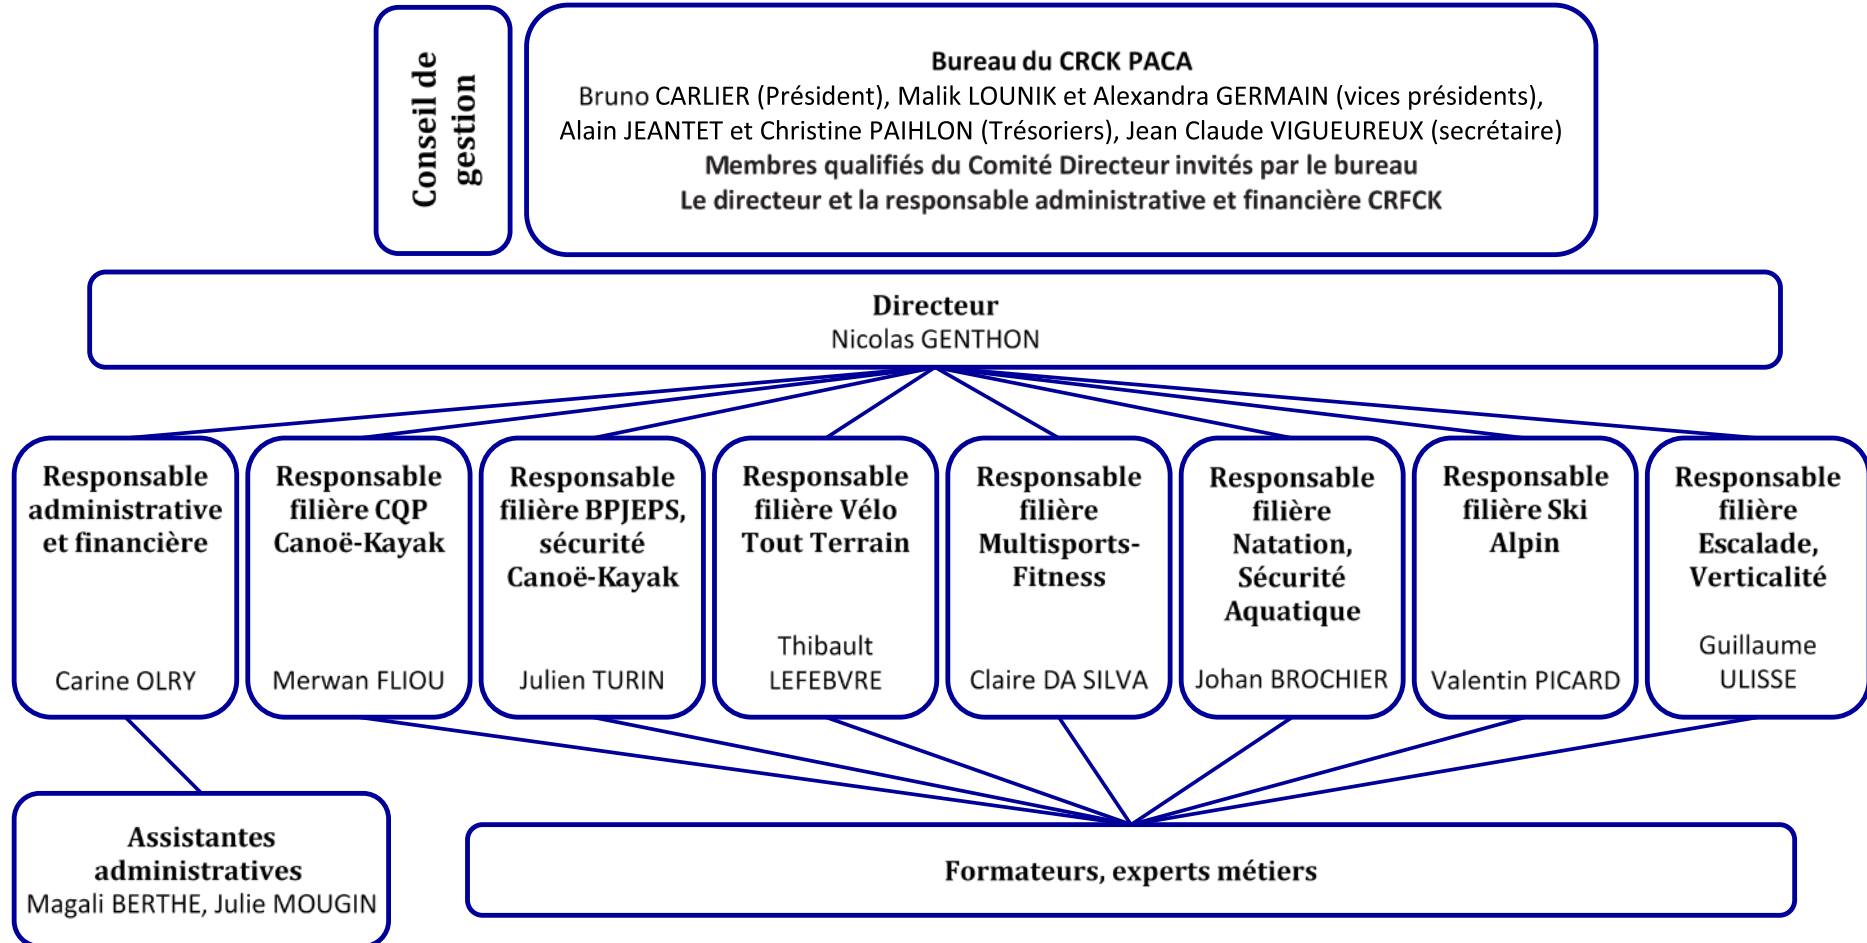 Conseil de
gestion
Bureau du CRCK PACA
Bruno CARLIER (Président), Malik LOUNIK et Alexandra GERMAIN (vices présidents),
Alain JEANTET et Christine PAIHLON (Trésoriers), Jean Claude VIGUEUREUX (secrétaire)
Membres qualifiés du Comité Directeur invités par le bureau
Le directeur et la responsable administrative et financière CRFCK
Directeur
Nicolas GENTHON
Responsable
administrative
et financière
Carine OLRY
Responsable
filière CQP
Canoë-Kayak
Merwan FLIOU
Responsable
filière BPJEPS,
sécurité
Canoë-Kayak
Julien TURIN
Responsable
filière Vélo
Tout Terrain
Thibault
LEFEBVRE
Responsable
filière
Multisports-
Fitness
Claire DA SILVA
Responsable
filière
Natation,
Sécurité
Aquatique
Johan BROCHIER
Responsable
filière Ski
Alpin
Valentin PICARD
Responsable
filière
Escalade,
Verticalité
Guillaume
ULISSE
Assistantes
administratives
Magali BERTHE, Julie MOUGIN
Formateurs, experts métiers